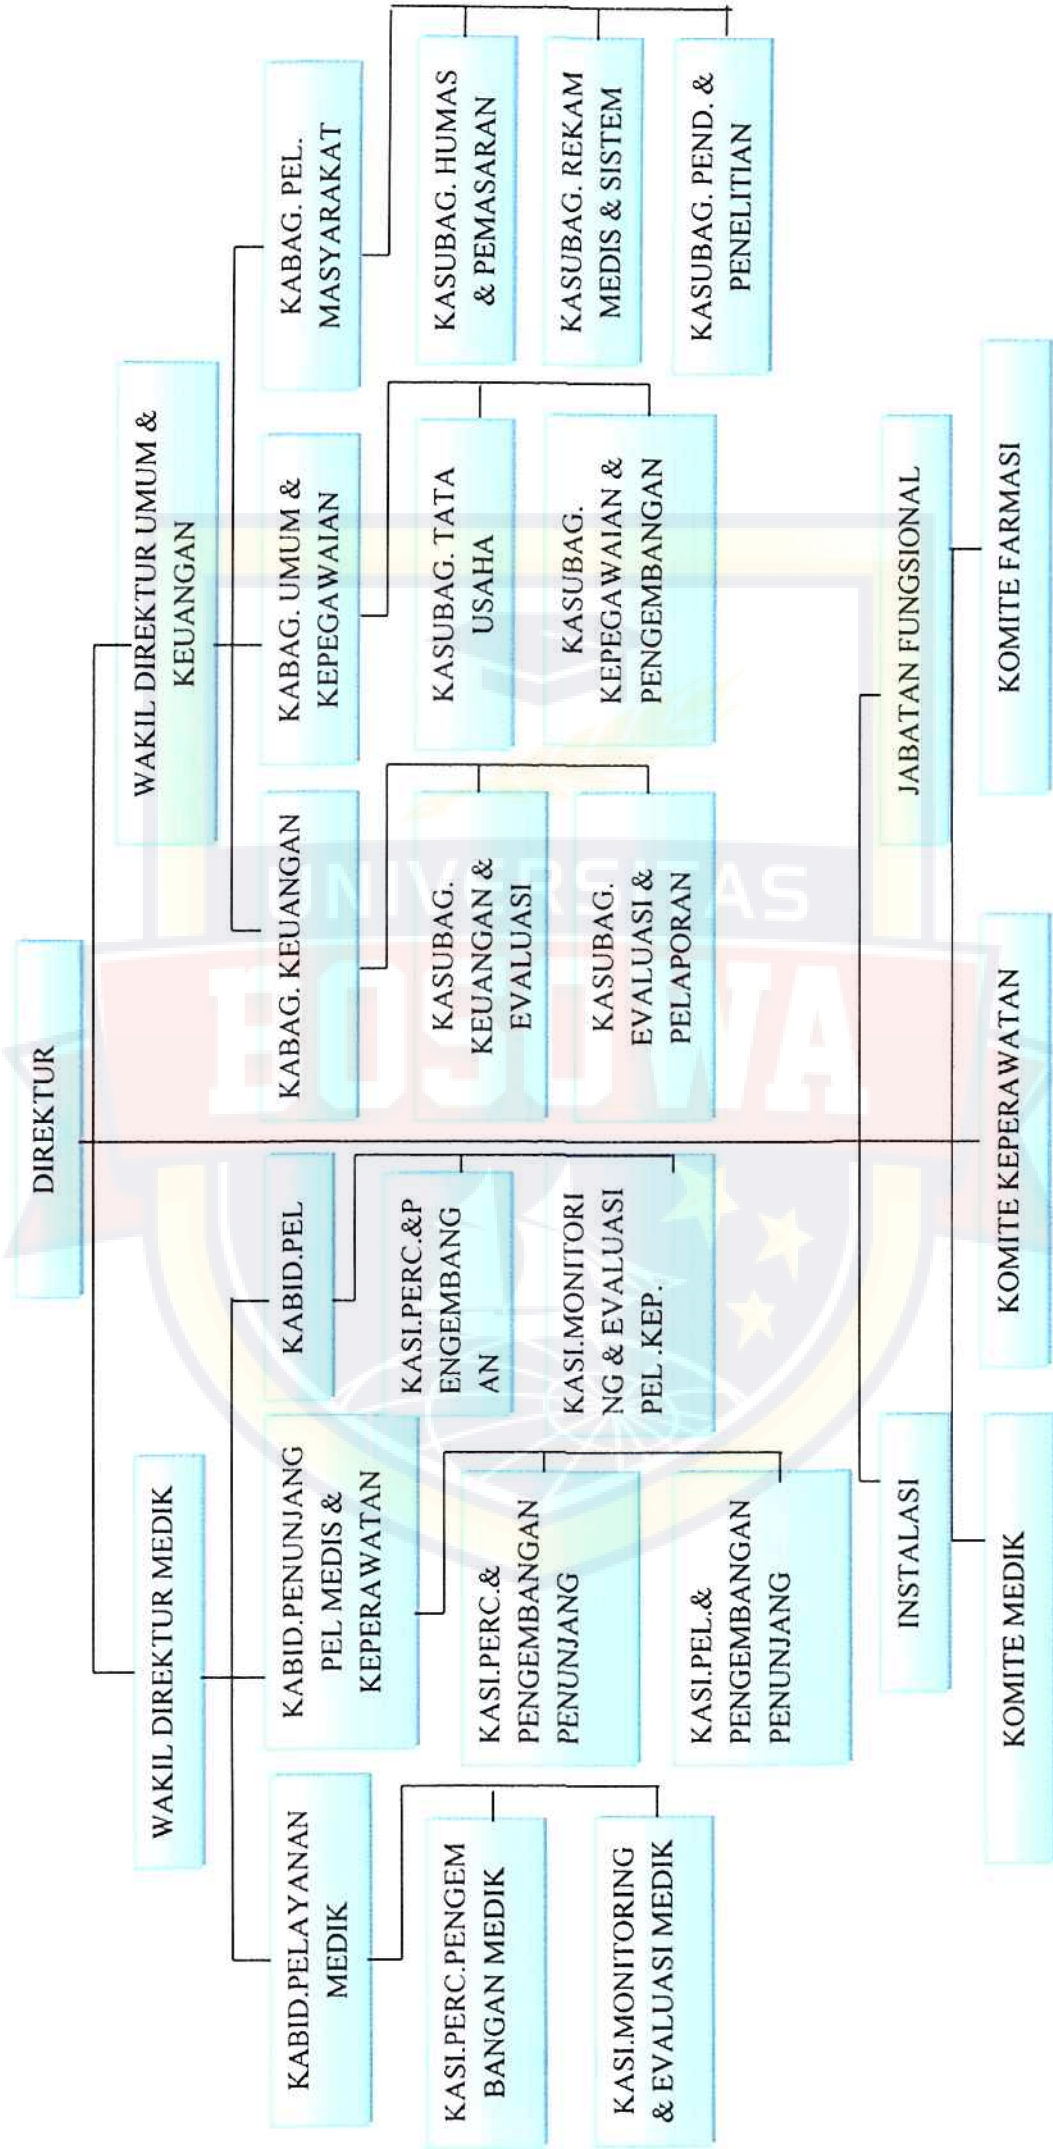 DIREKTUR
WAKIL DIREKTUR MEDIK
WAKIL DIREKTUR UMUM &
KEUANGAN
KABID.PELAYANAN
MEDIK
KABID.PENUNJANG
PEL MEDIS &
KEPERAWATAN
KABID.PEL
KABAG. KEUANGAN
KABAG. UMUM &
KEPEGAWAIAN
KABAG. PEL.
MASYARAKAT
KASI.PERC.PENGEM
BANGAN MEDIK
KASI.MONITORING
& EVALUASI MEDIK
KASI.PERC.&
PENGEMBANGAN
PENUNJANG
KASI.PEL.&
PENGEMBANGAN
PENUNJANG
KASI.PERC.&P
ENGEMBANG
AN
KASI.MONITORI
NG & EVALUASI
PEL .KEP.
KASUBAG.
KEUANGAN &
EVALUASI
KASUBAG.
EVALUASI &
PELAPORAN
KASUBAG. TATA
USAHA
KASUBAG.
KEPEGAWAIAN &
PENGEMBANGAN
KASUBAG. HUMAS
& PEMASARAN
KASUBAG. REKAM
MEDIS & SISTEM
KASUBAG. PEND. &
PENELITIAN
INSTALASI
JABATAN FUNGSIONAL
KOMITE MEDIK
KOMITE KEPERAWATAN
KOMITE FARMASI
UNIVERSITAS
BOSOWA